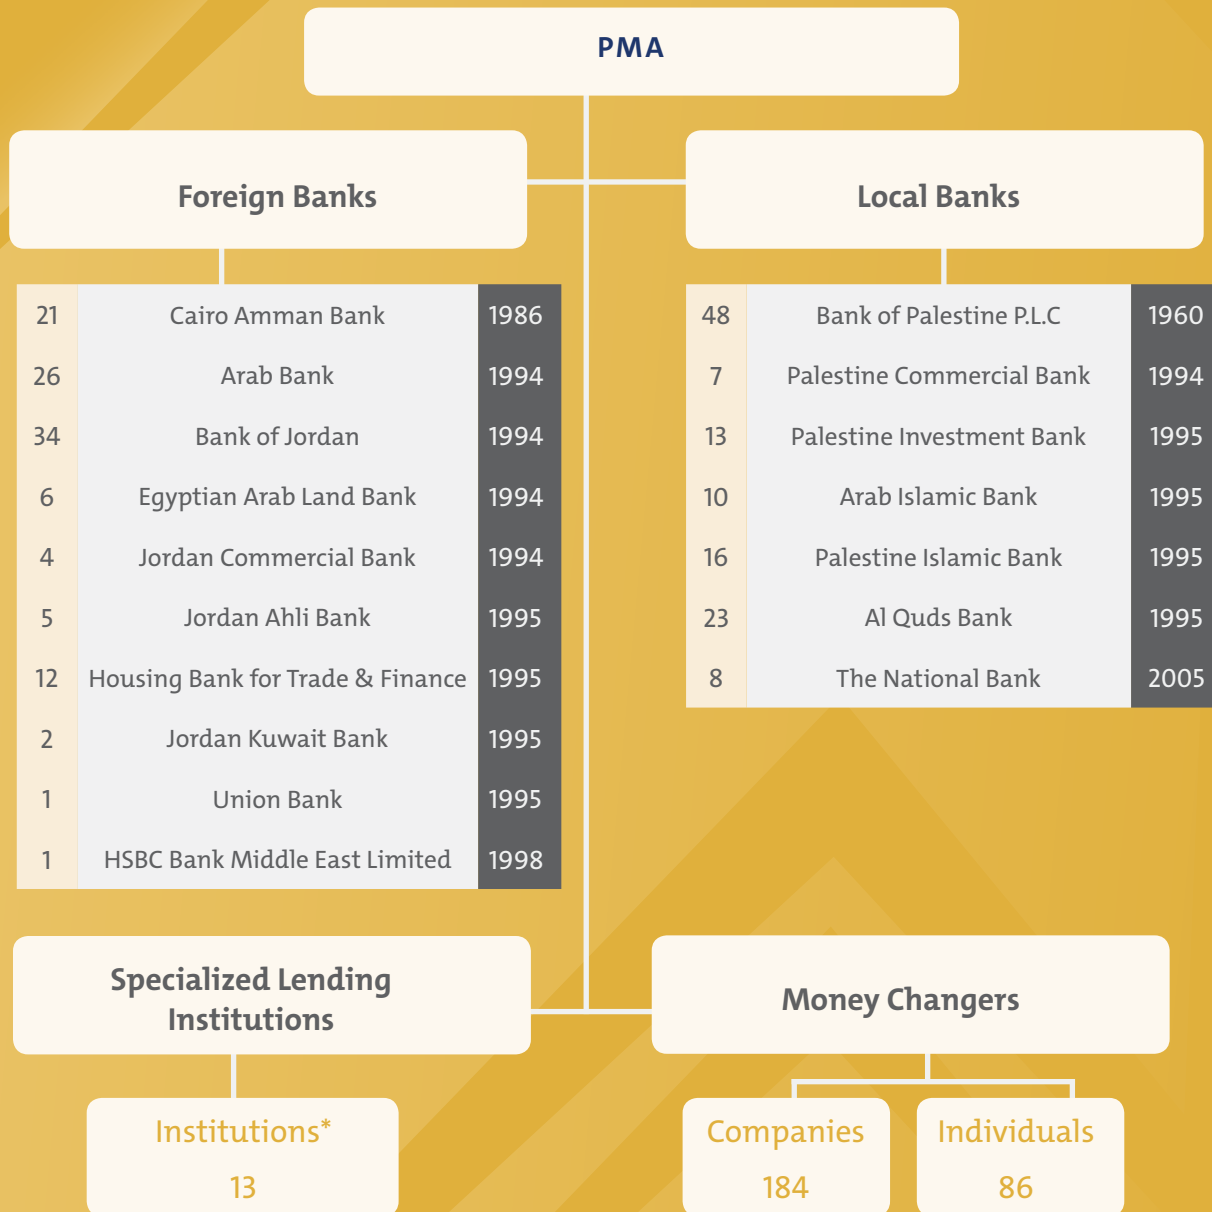 PMA
Foreign Banks
21 Cairo Amman Bank 1986
26 Arab Bank 1994
34 Bank of Jordan 1994
6 Egyptian Arab Land Bank 1994
4 Jordan Commercial Bank 1994
5 Jordan Ahli Bank 1995
12 Housing Bank for Trade & Finance 1995
2 Jordan Kuwait Bank 1995
1 Union Bank 1995
1 HSBC Bank Middle East Limited 1998
Local Banks
48 Bank of Palestine P.L.C 1960
7 Palestine Commercial Bank 1994
13 Palestine Investment Bank 1995
10 Arab Islamic Bank 1995
16 Palestine Islamic Bank 1995
23 Al Quds Bank 1995
8 The National Bank 2005
Specialized Lending
Institutions
Institutions*
13
Money Changers
Companies
184
Individuals
86